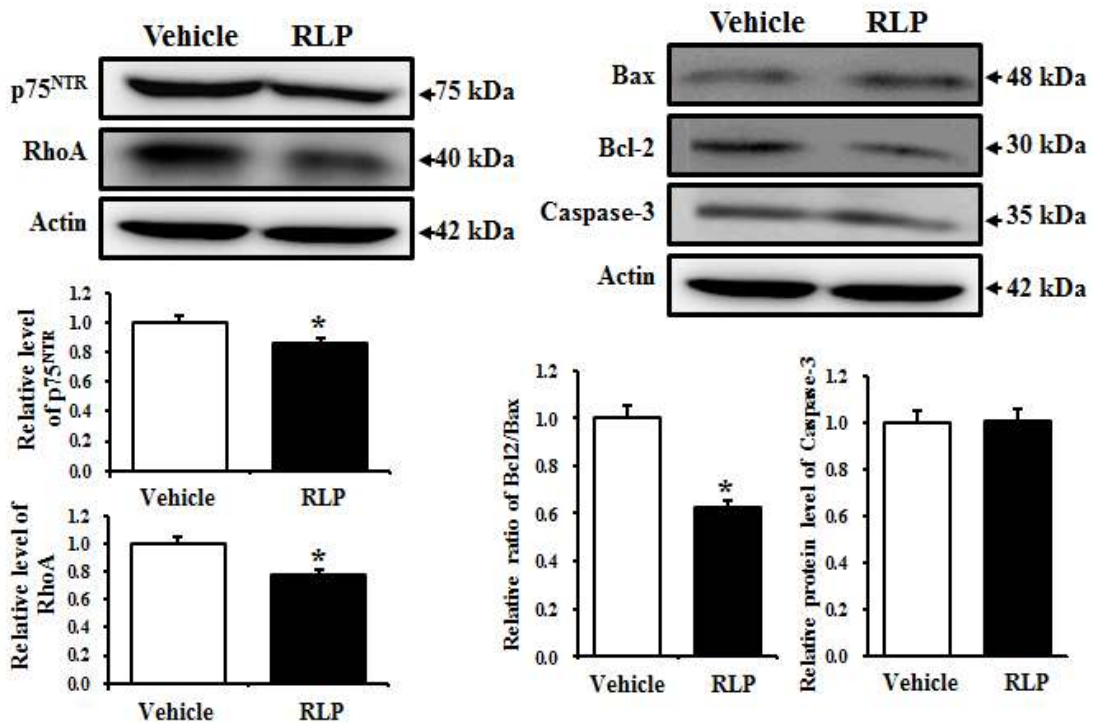 Vehicle RLP
p75NTR 75 kDa
RhoA 40 kDa
Actin 42 kDa
Vehicle RLP
Bax 48 kDa
Bcl-2 30 kDa
Caspase-3 35 kDa
Actin 42 kDa
Relative level
of p75NTR
1.2
1.0
0.8
0.6
0.4
0.2
0.0
*
Vehicle RLP
Relative level of
RhoA
1.2
1.0
0.8
0.6
0.4
0.2
0.0
*
Vehicle RLP
Relative ratio of Bcl2/Bax
1.2
1.0
0.8
0.6
0.4
0.2
0.0
*
Vehicle RLP
Relative protein level of Caspase-3
1.2
1.0
0.8
0.6
0.4
0.2
0.0
Vehicle RLP